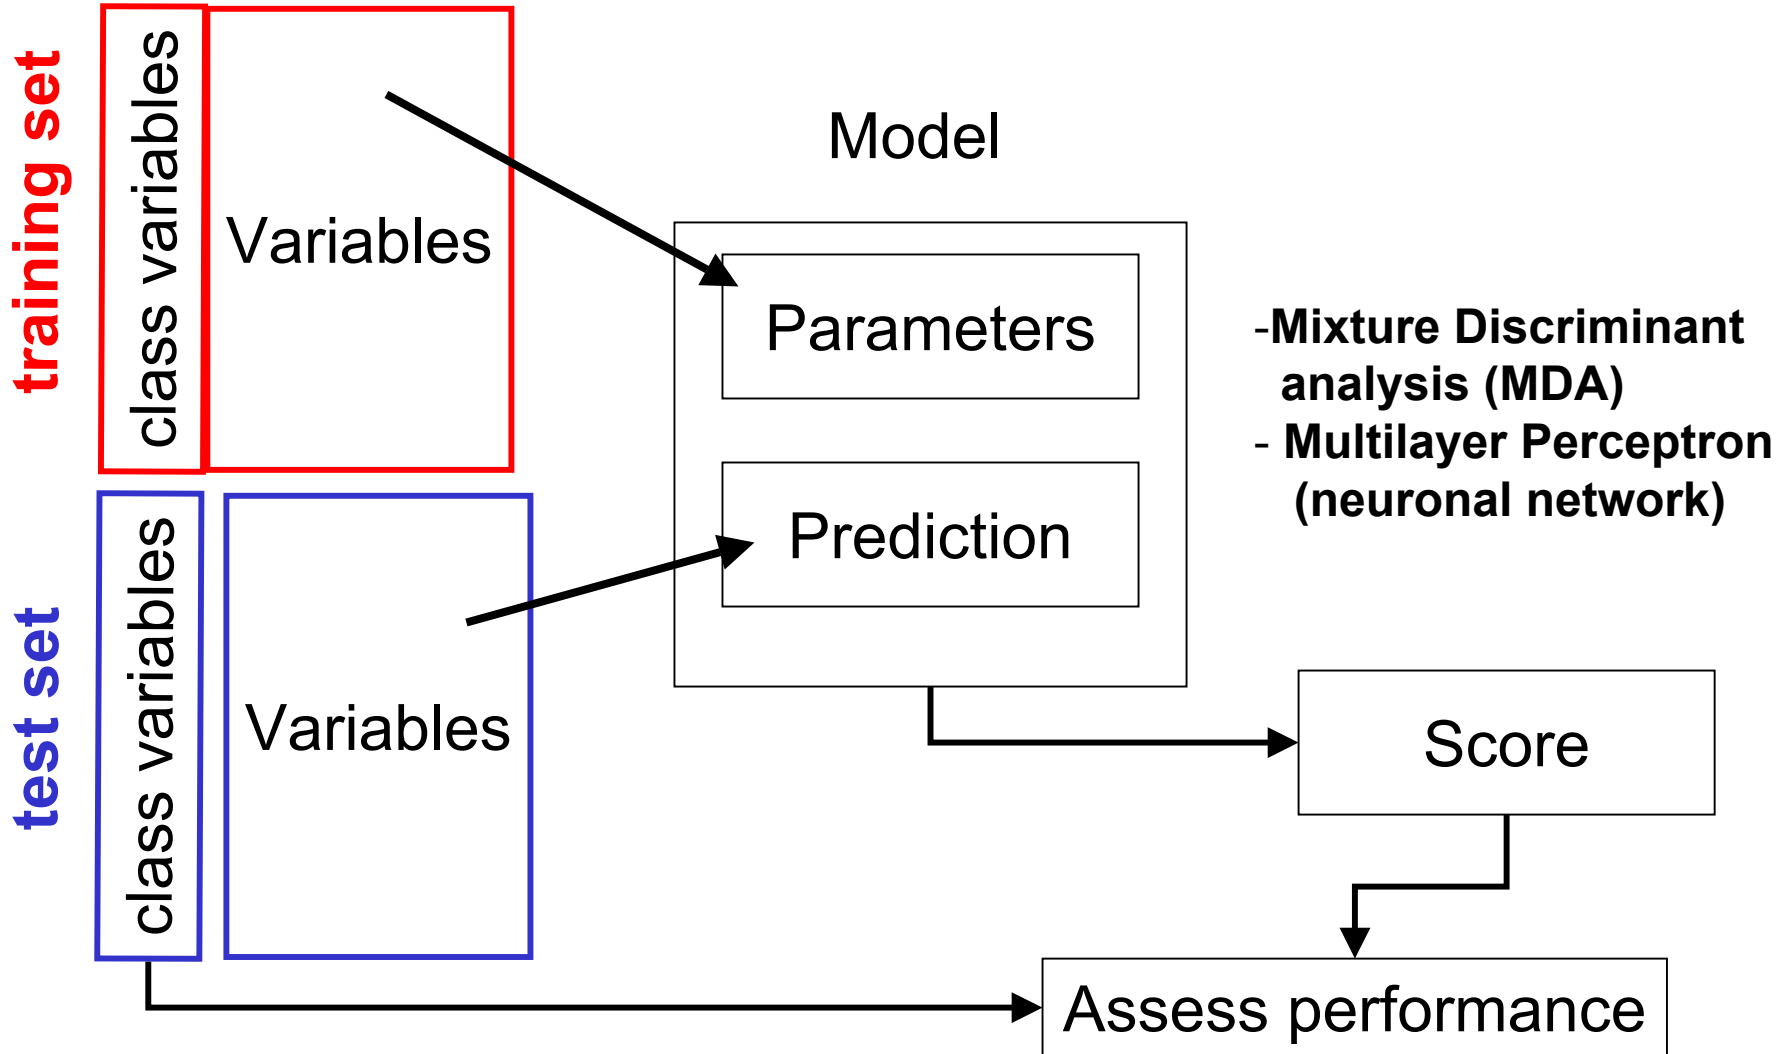 training set
class variables
Variables
Model
Parameters
Prediction
-Mixture Discriminant
analysis (MDA)
- Multilayer Perceptron
(neuronal network)
test set
class variables
Variables
Score
Assess performance